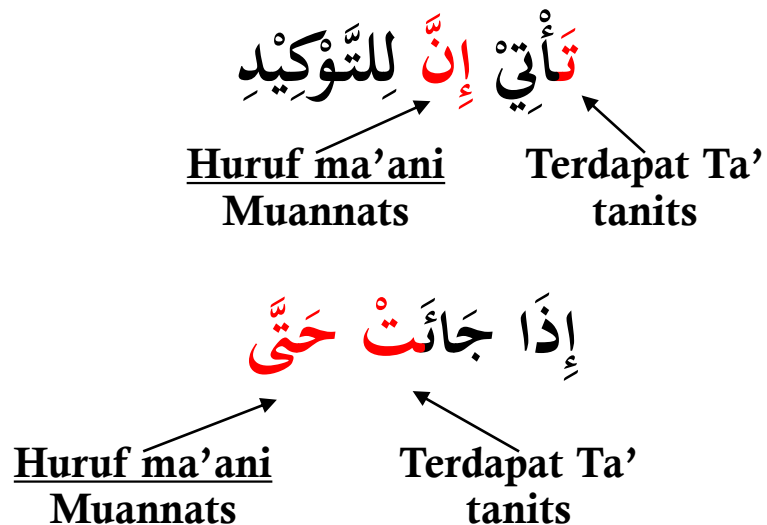 تَأْتِيْ إِنَّ لِلتَّوْكِيْدِ
Huruf ma’ani Terdapat Ta’
Muannats tanits
إِذَا جَائَتْ حَتَّى
Huruf ma’ani Terdapat Ta’
Muannats tanits